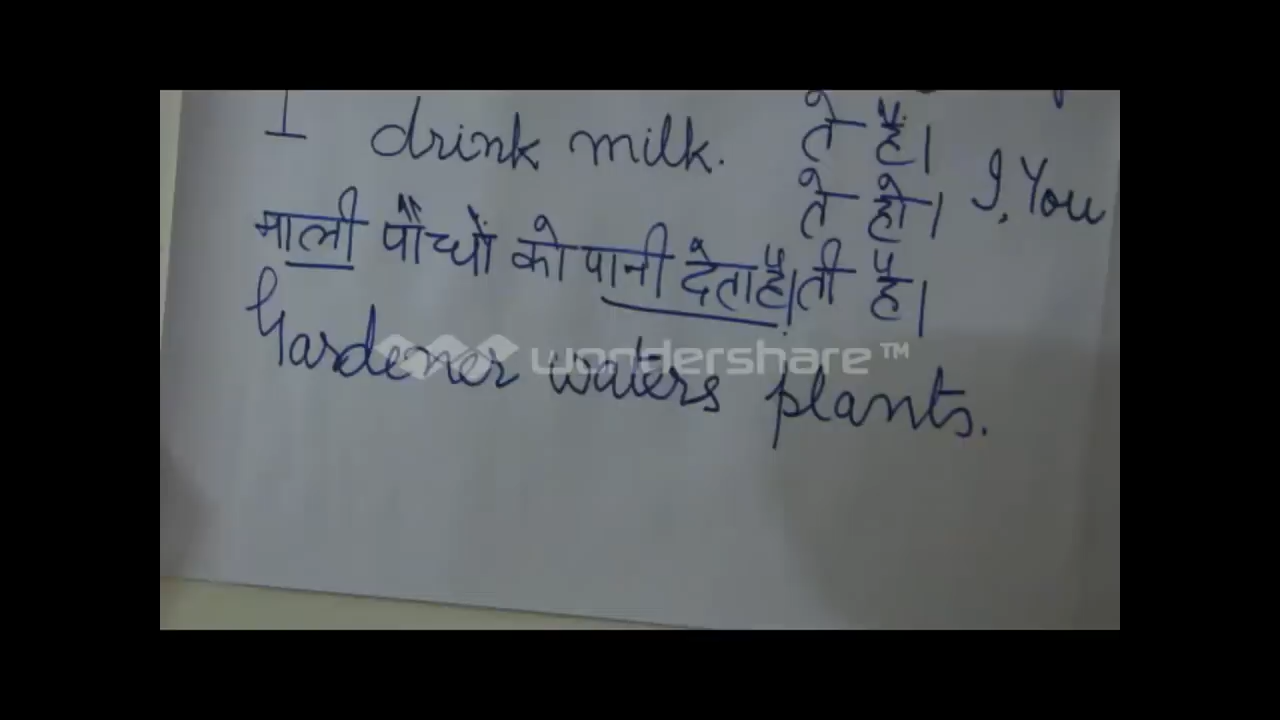 I drink milk. ते हैं।
ते हो। I, You
माली पौधों को पानी देता है। ती है।
Gardener waters plants.
wondershare™